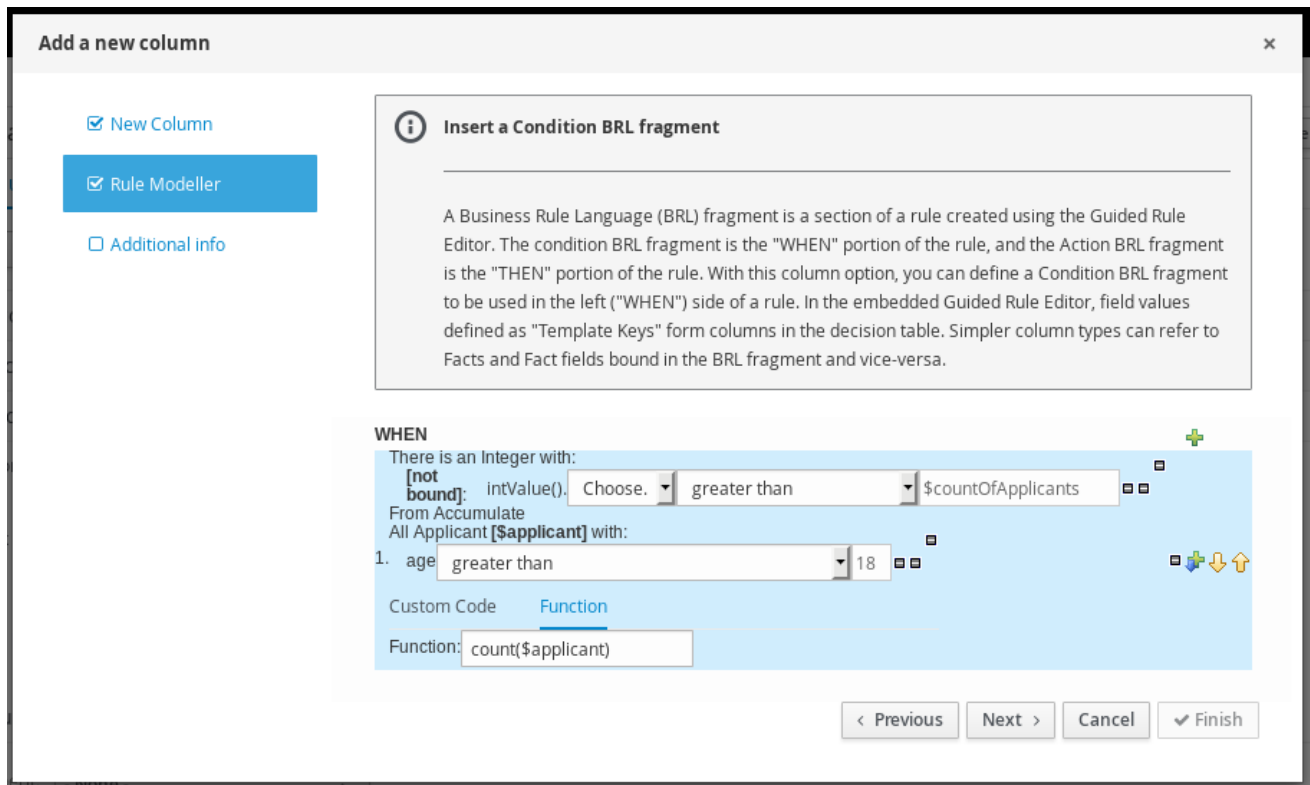 Add a new column
×
New Column
Rule Modeller
Additional info
Insert a Condition BRL fragment
A Business Rule Language (BRL) fragment is a section of a rule created using the Guided Rule
Editor. The condition BRL fragment is the "WHEN" portion of the rule, and the Action BRL fragment
is the "THEN" portion of the rule. With this column option, you can define a Condition BRL fragment
to be used in the left ("WHEN") side of a rule. In the embedded Guided Rule Editor, field values
defined as "Template Keys" form columns in the decision table. Simpler column types can refer to
Facts and Fact fields bound in the BRL fragment and vice-versa.
WHEN
There is an Integer with:
[not
bound]: intValue(). Choose. greater than $countOfApplicants
From Accumulate
All Applicant [$applicant] with:
1. age greater than 18
Custom Code Function
Function: count($applicant)
‹ Previous Next › Cancel Finish